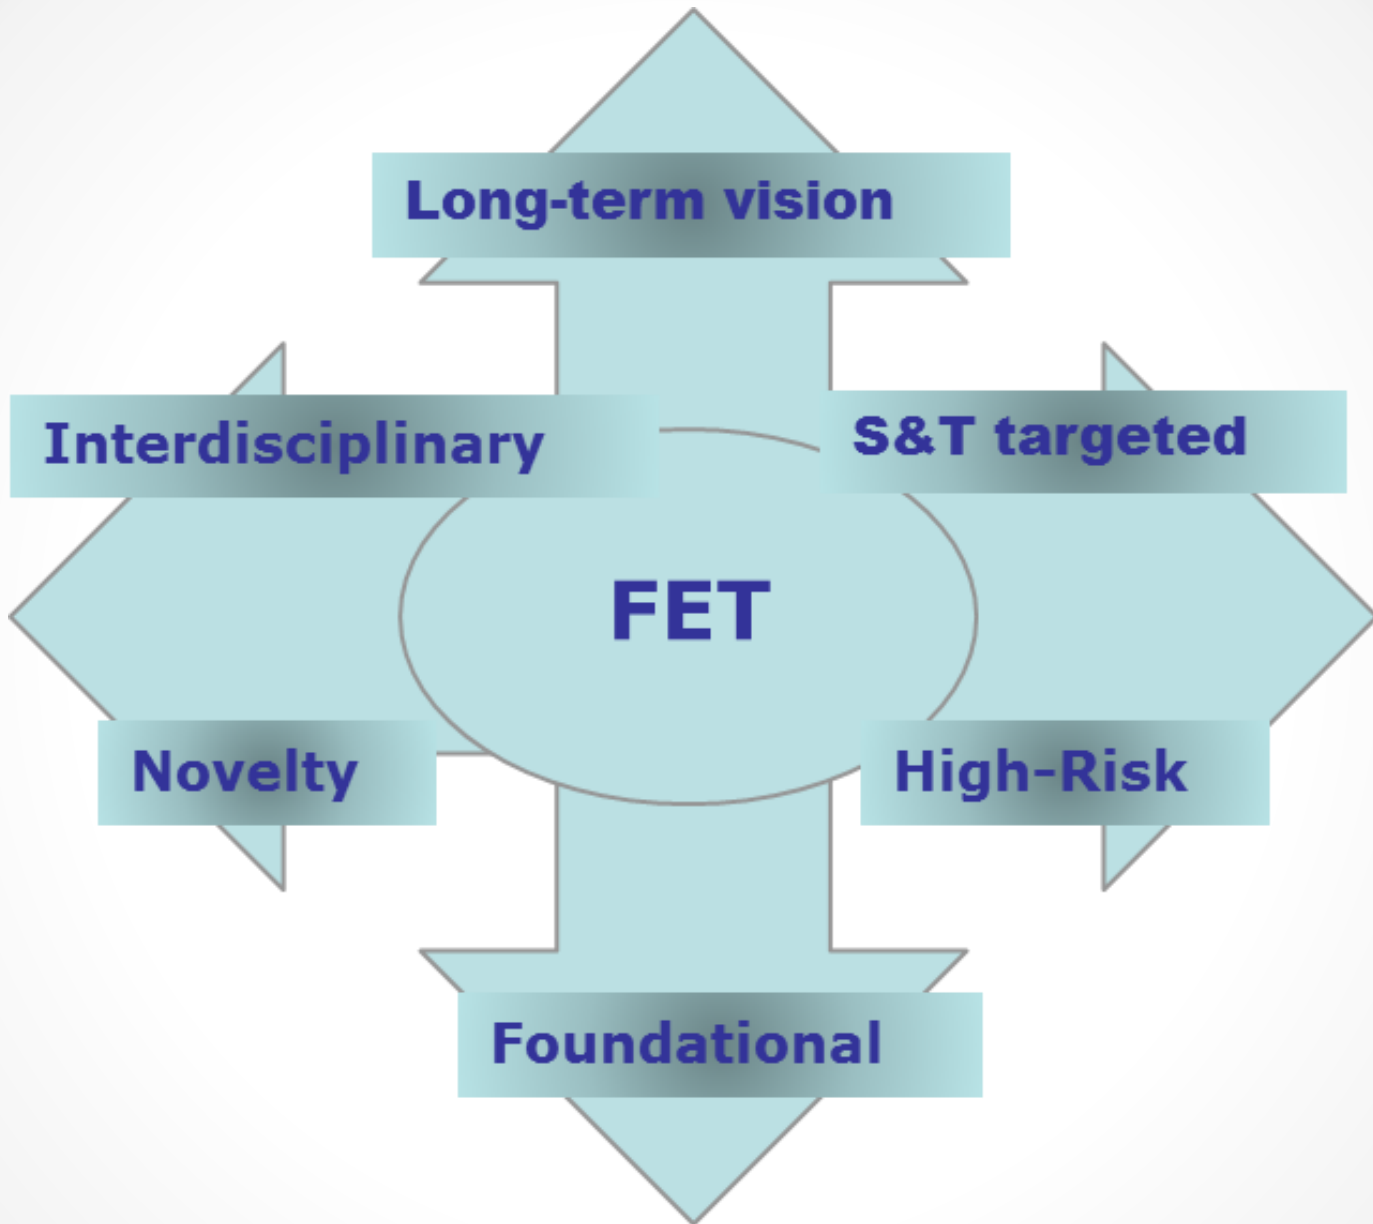 Long-term vision
Interdisciplinary
S&T targeted
FET
Novelty
High-Risk
Foundational